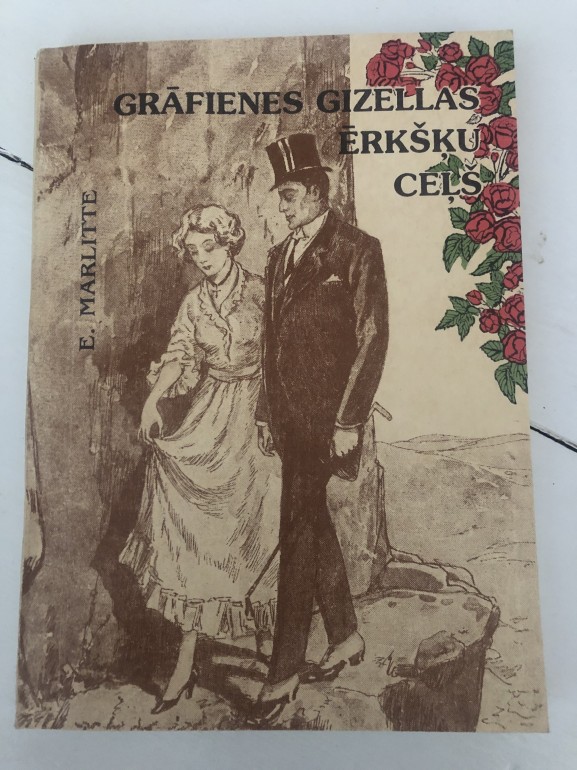 GRĀFIENES GIZELLAS
ĒRKŠĶU
CEĻŠ
E. MARLITTE